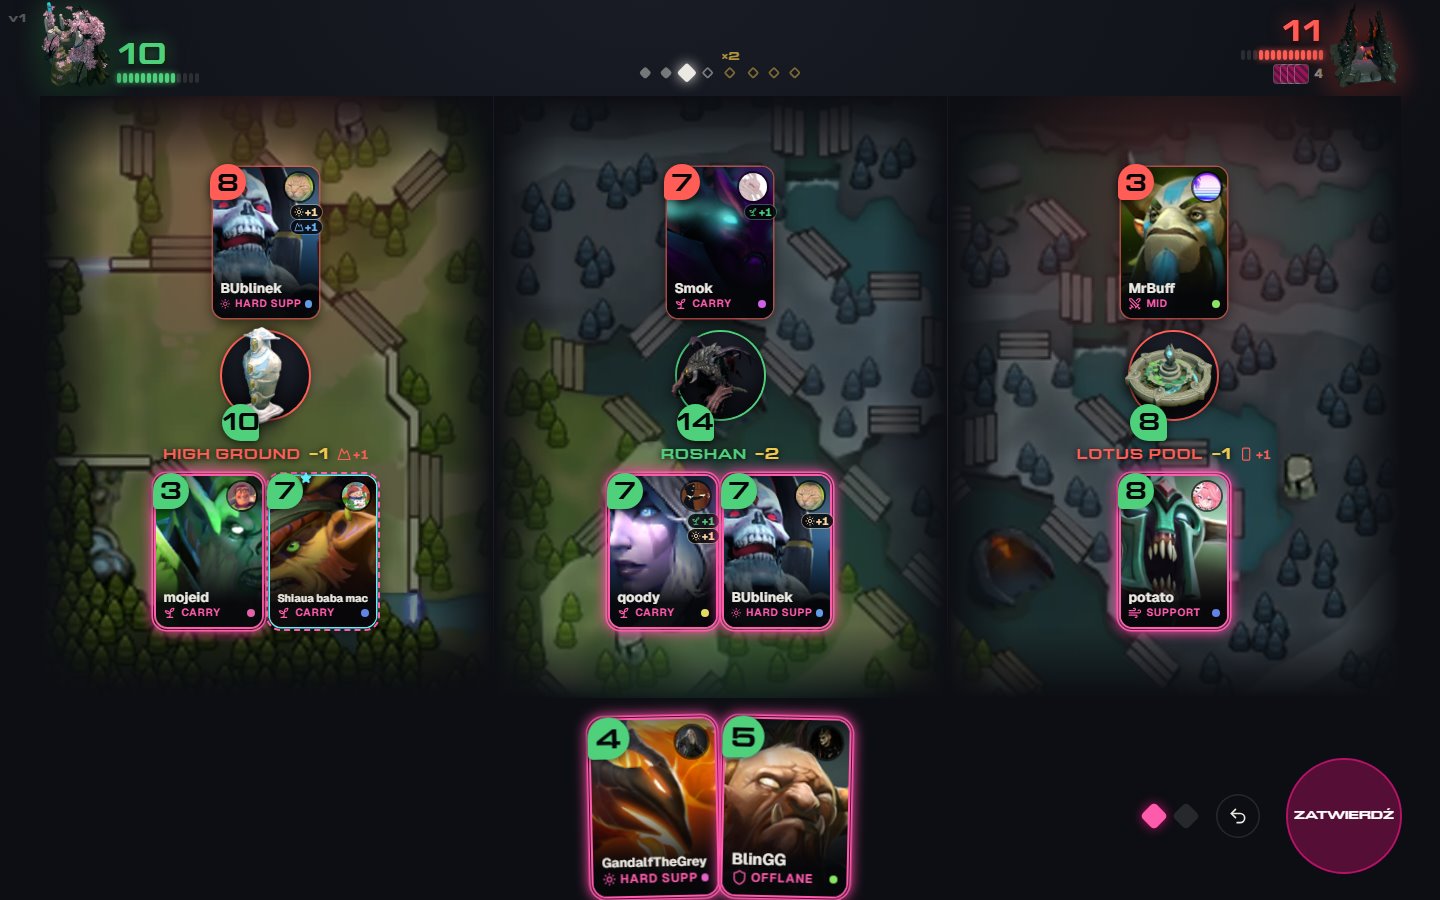 v1
10
×2
11
4
8
+1
+1
BUblinek
HARD SUPP
7
+1
Smok
CARRY
3
MrBuff
MID
10
HIGH GROUND -1 +1
14
ROSHAN -2
8
LOTUS POOL -1 +1
3
mojeid
CARRY
7
Shlaua baba mac
CARRY
7
+1
+1
qoody
CARRY
7
+1
BUblinek
HARD SUPP
8
potato
SUPPORT
4
GandalfTheGrey
HARD SUPP
5
BlinGG
OFFLANE
ZATWIERDŹ